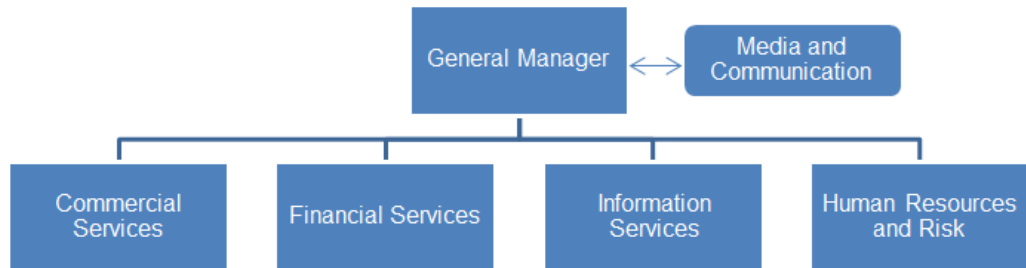 General Manager
Media and
Communication
Commercial
Services
Financial Services
Information
Services
Human Resources
and Risk